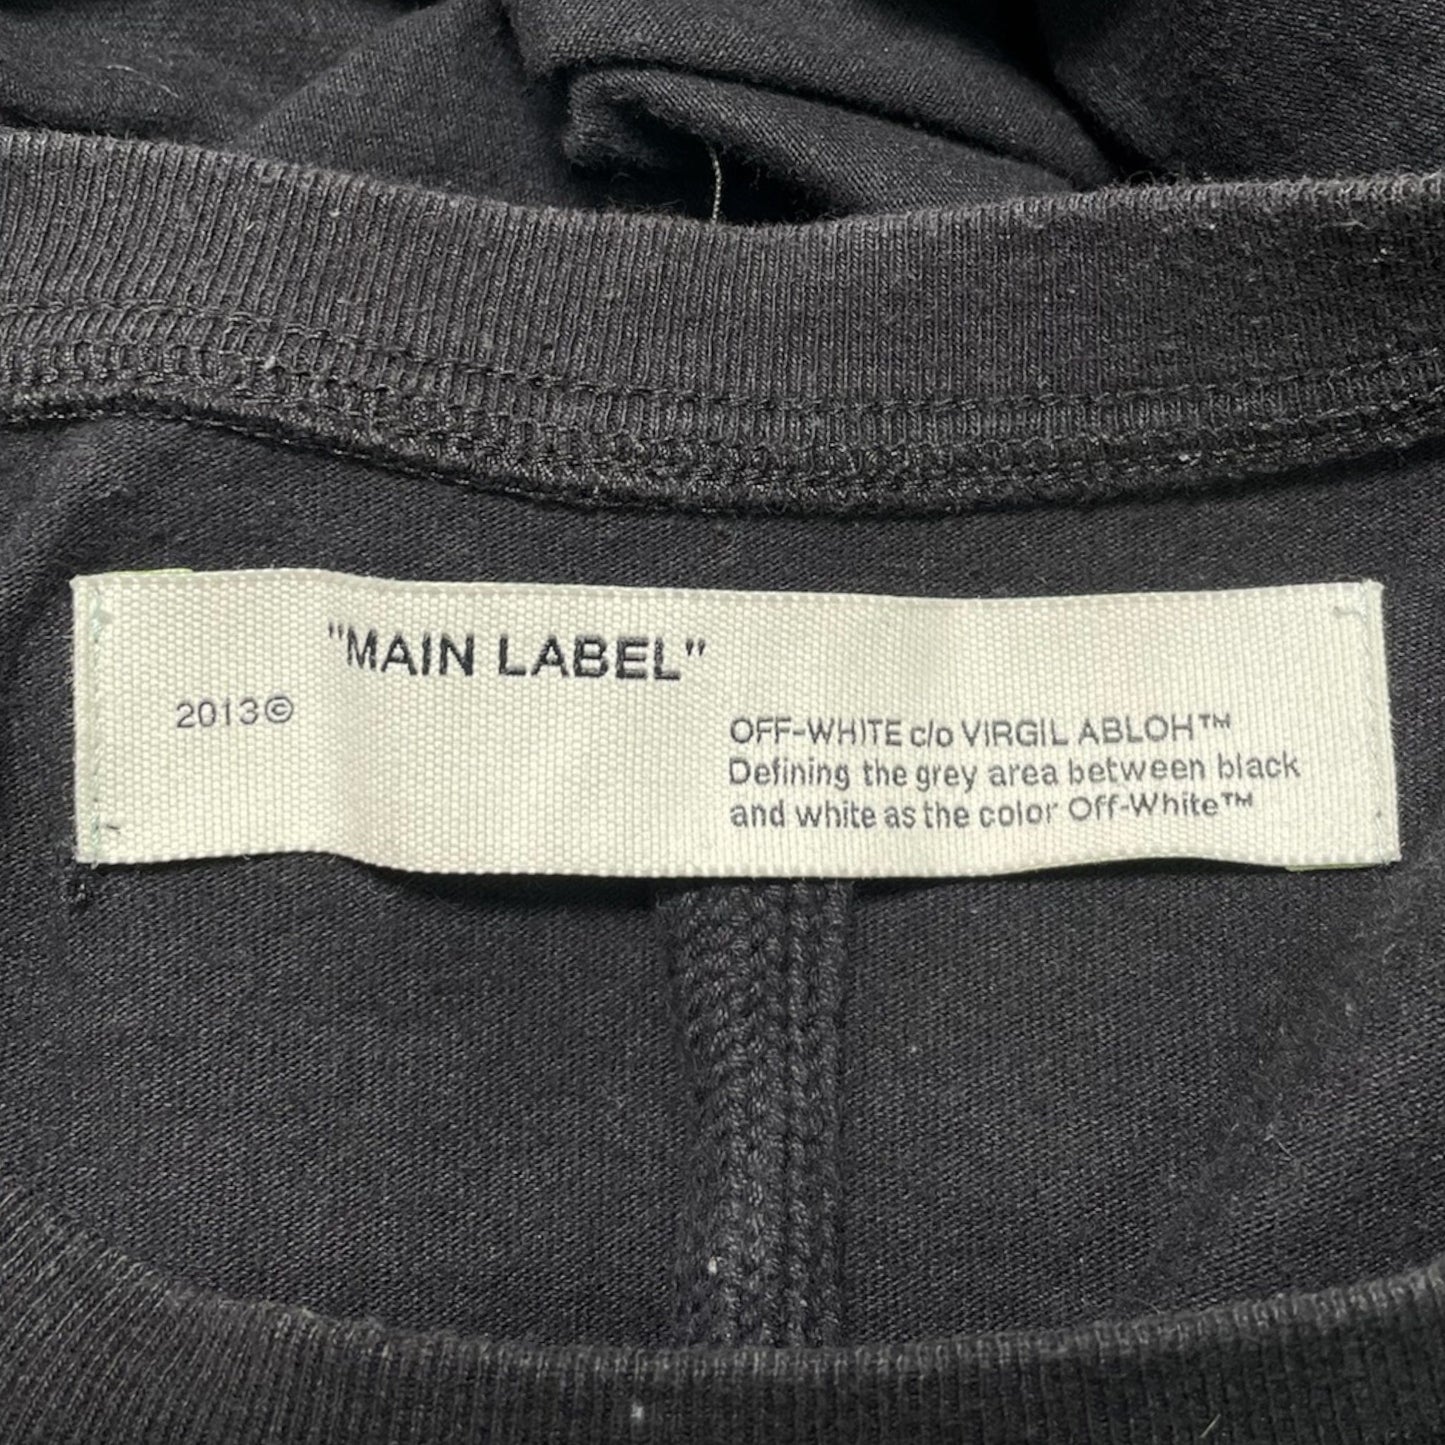 "MAIN LABEL"
2013©
OFF-WHITE c/o VIRGIL ABLOH™
Defining the grey area between black
and white as the color Off-White™